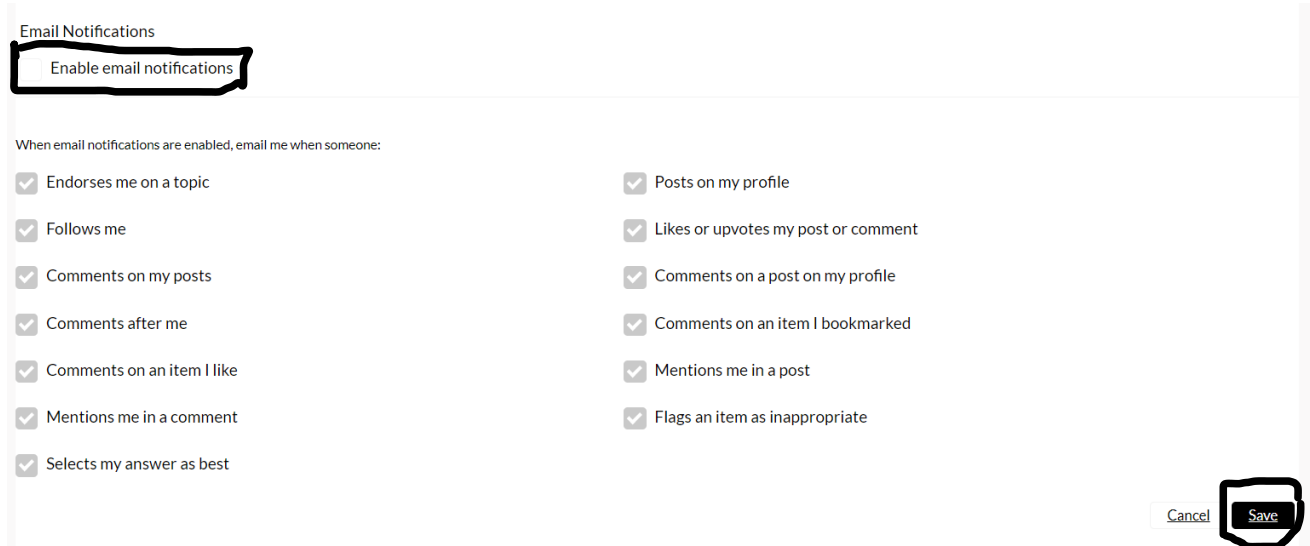 Email Notifications
Enable email notifications
When email notifications are enabled, email me when someone:
Endorses me on a topic
Posts on my profile
Follows me
Likes or upvotes my post or comment
Comments on my posts
Comments on a post on my profile
Comments after me
Comments on an item I bookmarked
Comments on an item I like
Mentions me in a post
Mentions me in a comment
Flags an item as inappropriate
Selects my answer as best
Cancel
Save